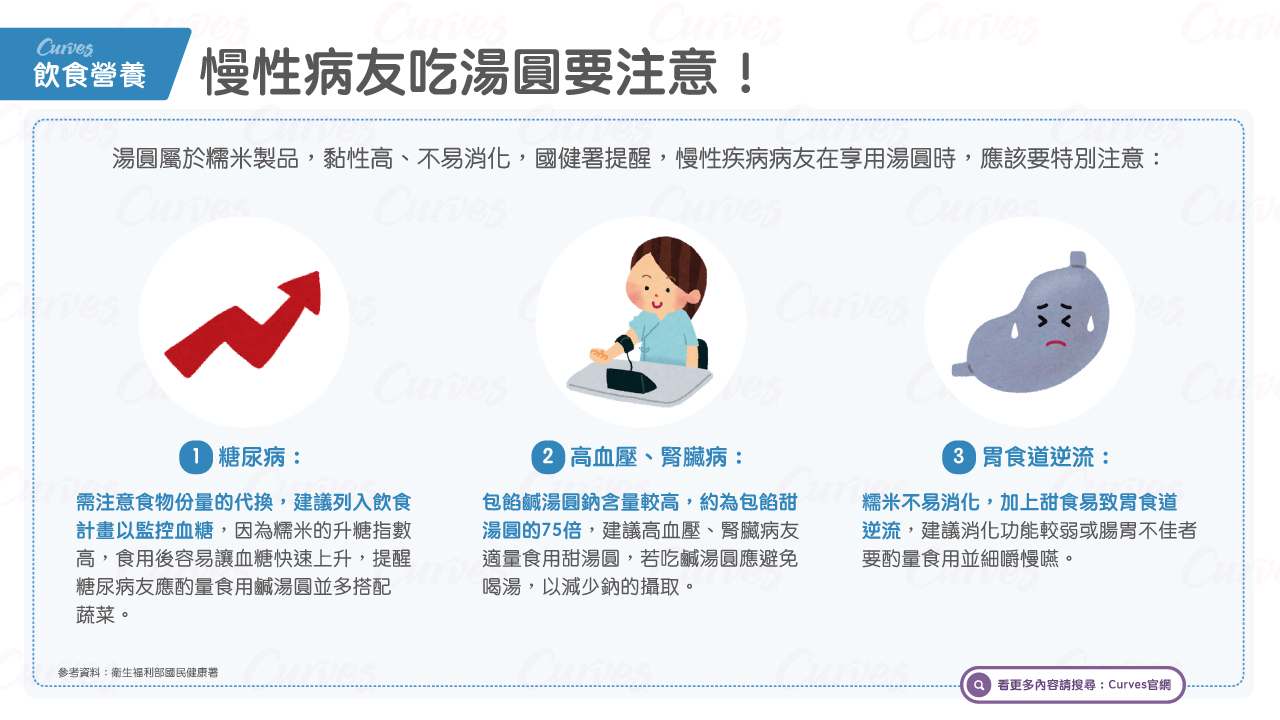 Curves
飲食營養
慢性病友吃湯圓要注意！
湯圓屬於糯米製品，黏性高、不易消化，國健署提醒，慢性疾病病友在享用湯圓時，應該要特別注意：
1 糖尿病：
需注意食物份量的代換，建議列入飲食
計畫以監控血糖，因為糯米的升糖指數
高，食用後容易讓血糖快速上升，提醒
糖尿病友應酌量食用鹹湯圓並多搭配
蔬菜。
2 高血壓、腎臟病：
包餡鹹湯圓鈉含量較高，約為包餡甜
湯圓的75倍，建議高血壓、腎臟病友
適量食用甜湯圓，若吃鹹湯圓應避免
喝湯，以減少鈉的攝取。
3 胃食道逆流：
糯米不易消化，加上甜食易致胃食道
逆流，建議消化功能較弱或腸胃不佳者
要酌量食用並細嚼慢嚥。
參考資料：衛生福利部國民健康署
看更多內容請搜尋：Curves官網